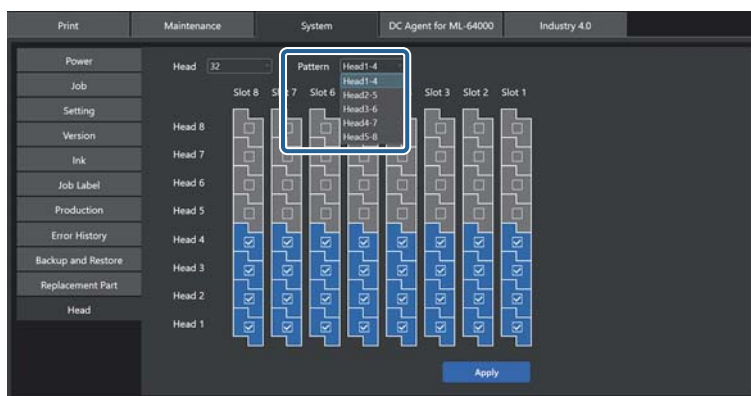 Print Maintenance System DC Agent for ML-64000 Industry 4.0
Power
Job
Setting
Version
Ink
Job Label
Production
Error History
Backup and Restore
Replacement Part
Head
Head 32 Pattern Head1-4
Head1-4
Head2-5
Head3-6
Head4-7
Head5-8
Slot 8 Slot 7 Slot 6 Slot 3 Slot 2 Slot 1
Head 8
Head 7
Head 6
Head 5
Head 4
Head 3
Head 2
Head 1
Apply